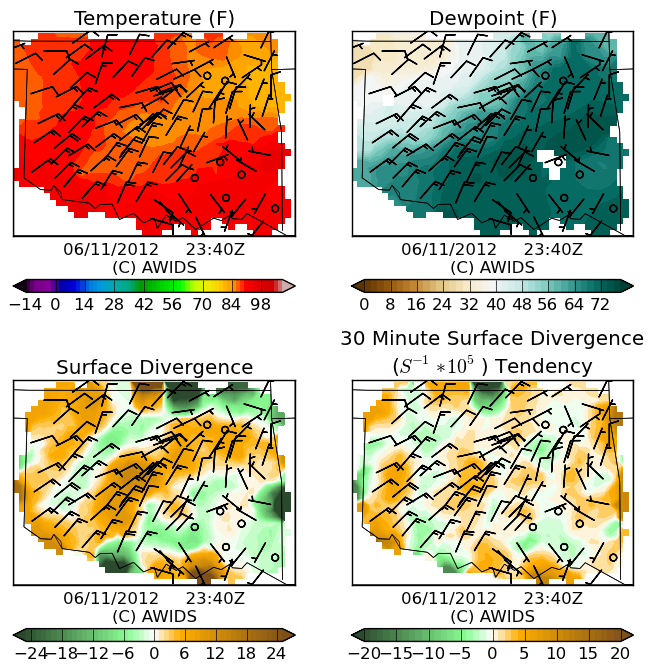 Temperature (F)
Dewpoint (F)
06/11/2012 23:40Z
(C) AWIDS
06/11/2012 23:40Z
(C) AWIDS
−14 0 14 28 42 56 70 84 98
0 8 16 24 32 40 48 56 64 72
Surface Divergence
30 Minute Surface Divergence
(S⁻¹ *10⁵ ) Tendency
06/11/2012 23:40Z
(C) AWIDS
06/11/2012 23:40Z
(C) AWIDS
−24 −18 −12 −6 0 6 12 18 24
−20 −15 −10 −5 0 5 10 15 20